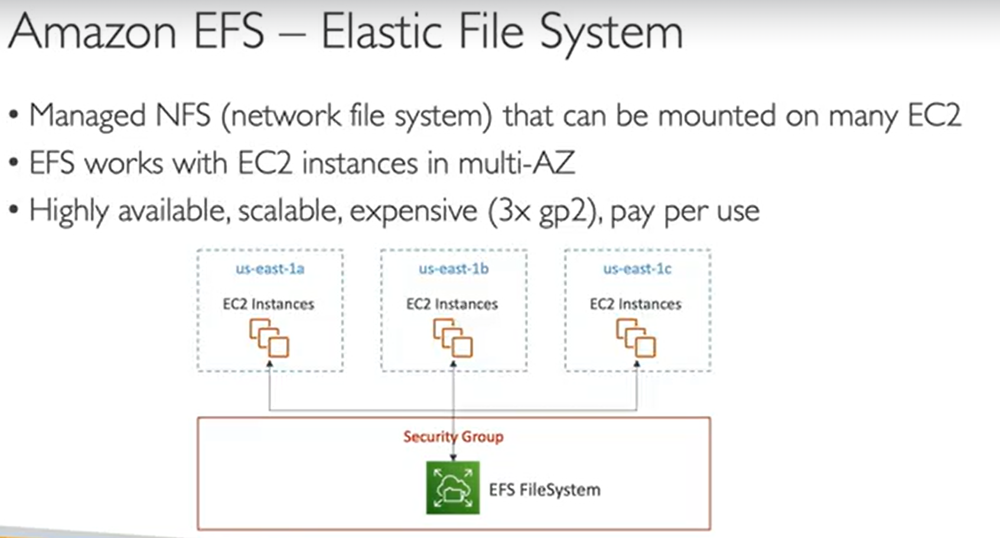 Amazon EFS – Elastic File System
• Managed NFS (network file system) that can be mounted on many EC2
• EFS works with EC2 instances in multi-AZ
• Highly available, scalable, expensive (3x gp2), pay per use
us-east-1a us-east-1b us-east-1c
EC2 Instances EC2 Instances EC2 Instances
Security Group
EFS FileSystem